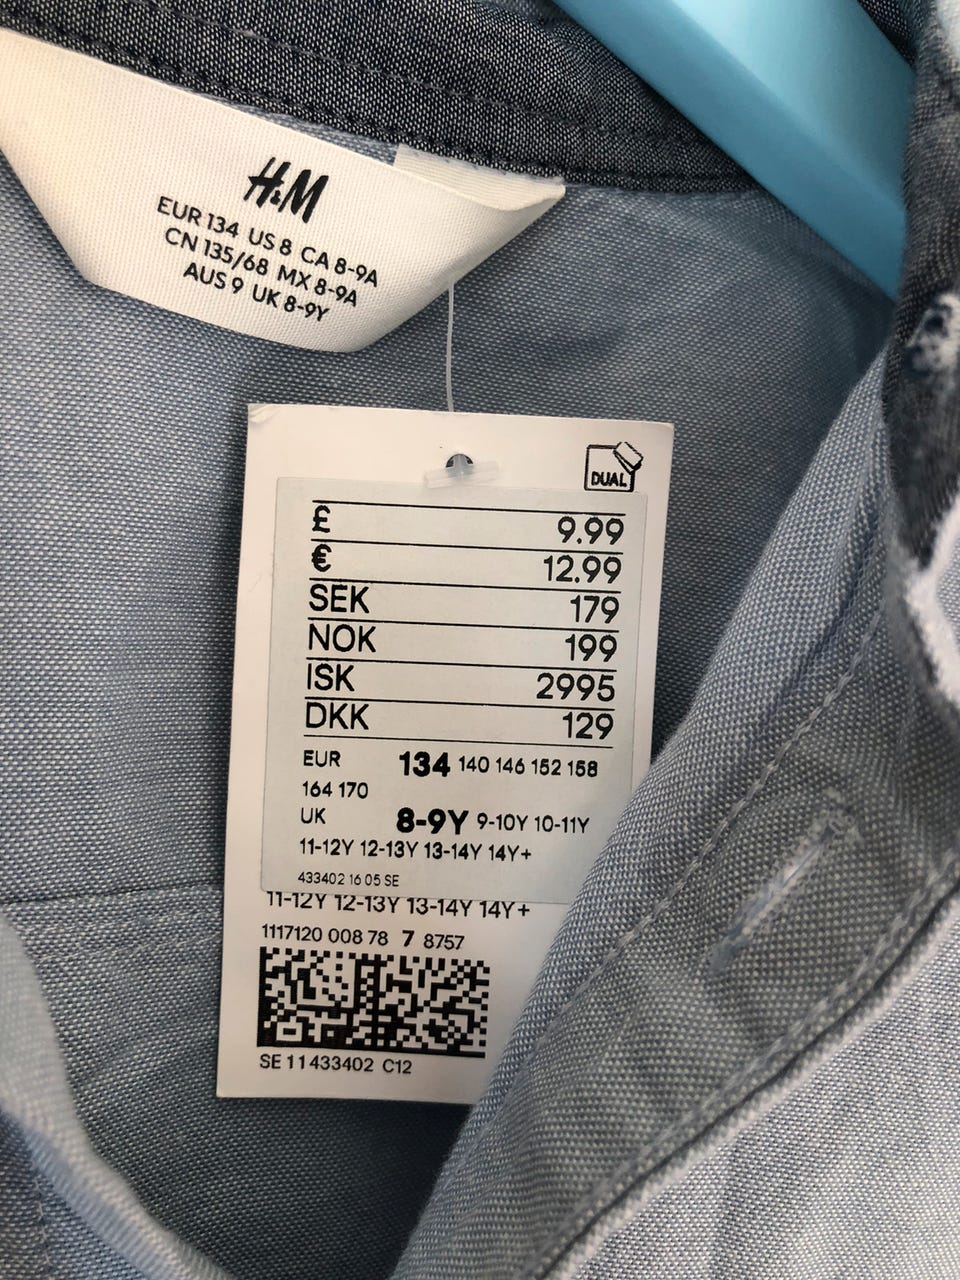 H&M
EUR 134 US 8 CA 8-9A
CN 135/68 MX 8-9A
AUS 9 UK 8-9Y
DUAL
£ 9.99
€ 12.99
SEK 179
NOK 199
ISK 2995
DKK 129
EUR 134 140 146 152 158
164 170
UK 8-9Y 9-10Y 10-11Y
11-12Y 12-13Y 13-14Y 14Y+
433402 16 05 SE
11-12Y 12-13Y 13-14Y 14Y+
1117120 008 78 7 8757
SE 11 433402 C12